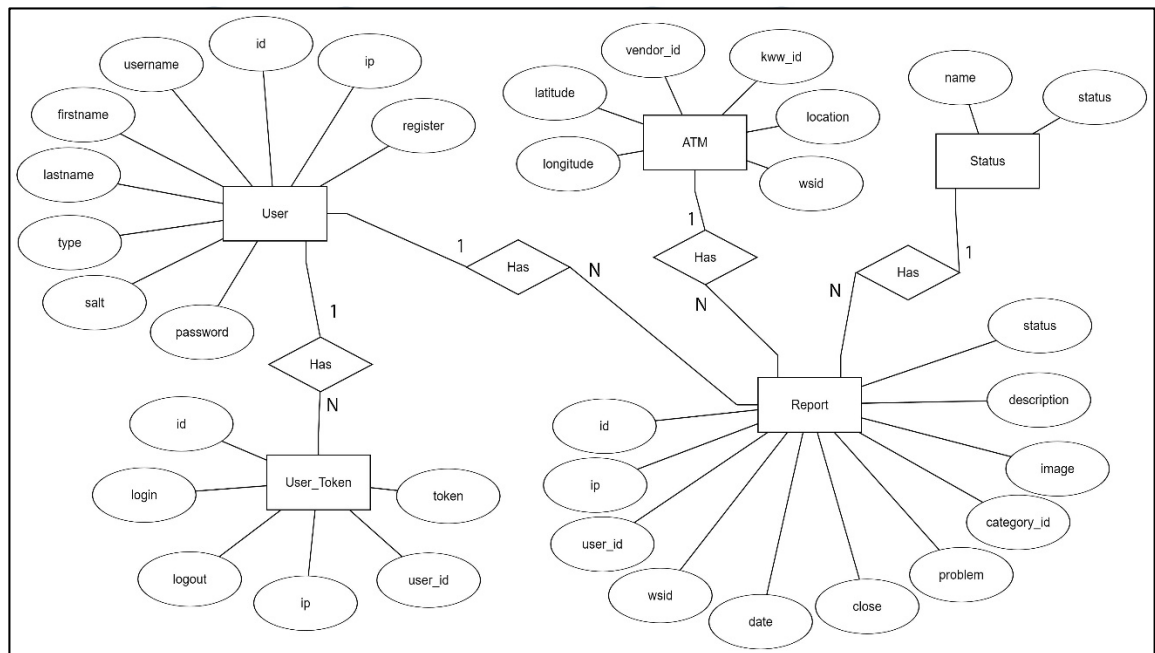 id
username
ip
firstname
register
lastname
User
type
salt
password
vendor_id
kww_id
latitude
location
longitude
ATM
wsid
name
status
Status
1
Has
N
1
Has
N
1
Has
N
1
Has
N
id
login
User_Token
token
logout
ip
user_id
status
Report
description
id
image
ip
category_id
user_id
problem
wsid
close
date